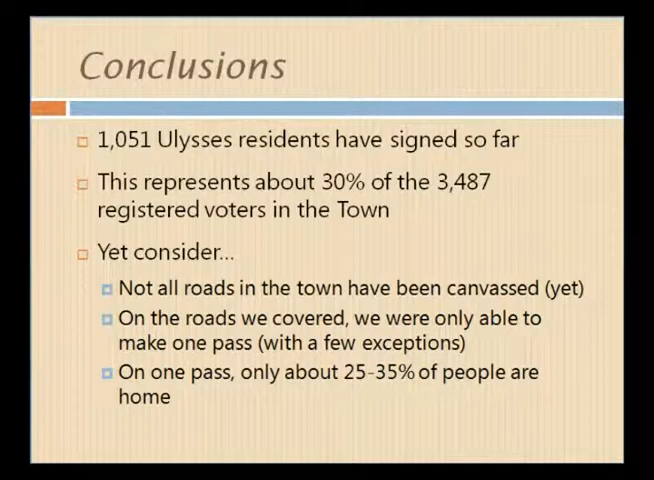 Conclusions
1,051 Ulysses residents have signed so far
This represents about 30% of the 3,487
registered voters in the Town
Yet consider...
Not all roads in the town have been canvassed (yet)
On the roads we covered, we were only able to
make one pass (with a few exceptions)
On one pass, only about 25-35% of people are
home